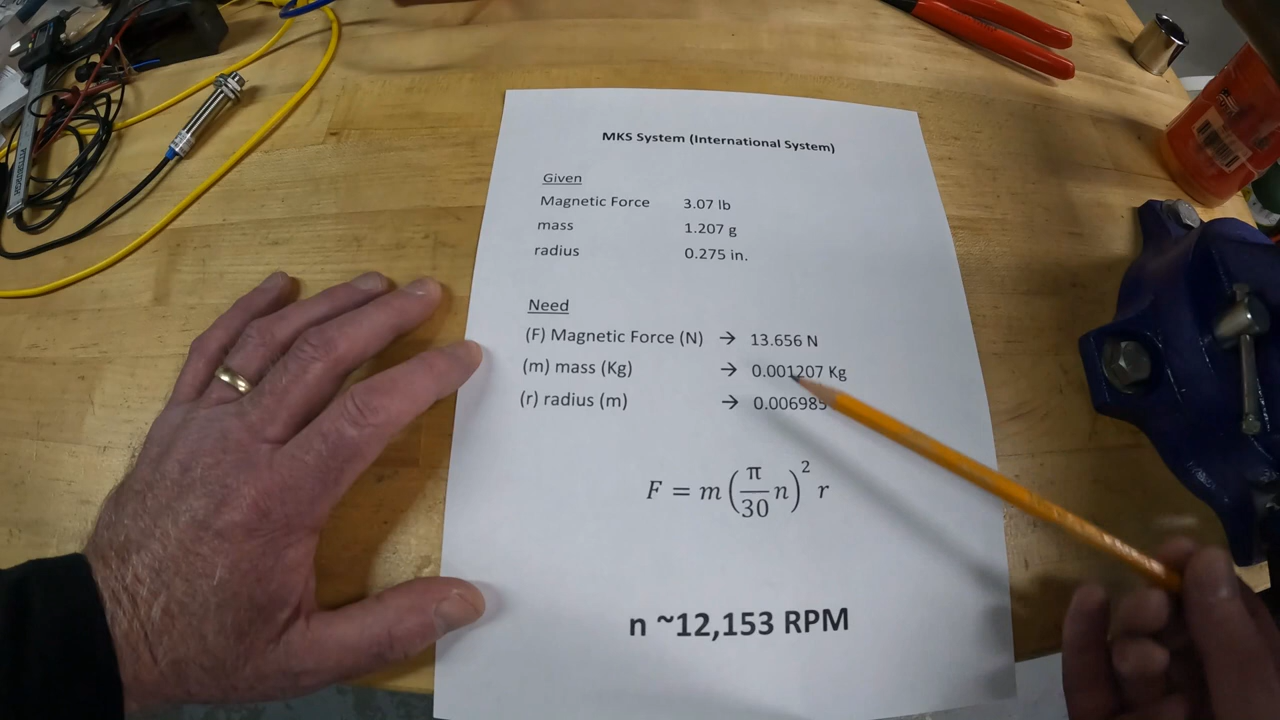 MKS System (International System)
Given
Magnetic Force 3.07 lb
mass 1.207 g
radius 0.275 in.
Need
(F) Magnetic Force (N) → 13.656 N
(m) mass (Kg) → 0.001207 Kg
(r) radius (m) → 0.006985
F = m(π/30 n)² r
n ~12,153 RPM